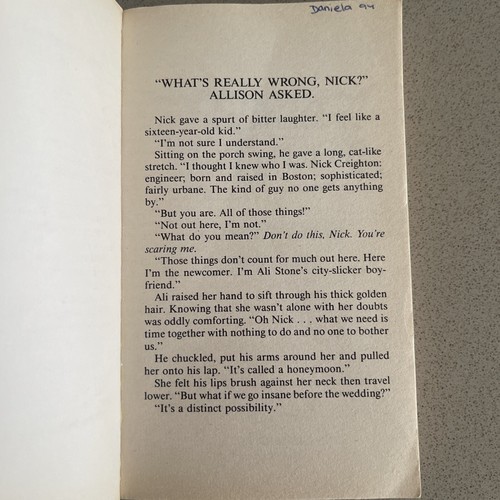 Daniela 94
"WHAT'S REALLY WRONG, NICK?"
ALLISON ASKED.
Nick gave a spurt of bitter laughter. "I feel like a
sixteen-year-old kid."
"I'm not sure I understand."
Sitting on the porch swing, he gave a long, cat-like
stretch. "I thought I knew who I was. Nick Creighton:
engineer; born and raised in Boston; sophisticated;
fairly urbane. The kind of guy no one gets anything
by."
"But you are. All of those things!"
"Not out here, I'm not."
"What do you mean?" Don't do this, Nick. You're
scaring me.
"Those things don't count for much out here. Here
I'm the newcomer. I'm Ali Stone's city-slicker boy-
friend."
Ali raised her hand to sift through his thick golden
hair. Knowing that she wasn't alone with her doubts
was oddly comforting. "Oh Nick . . . what we need is
time together with nothing to do and no one to bother
us."
He chuckled, put his arms around her and pulled
her onto his lap. "It's called a honeymoon."
She felt his lips brush against her neck then travel
lower. "But what if we go insane before the wedding?"
"It's a distinct possibility."